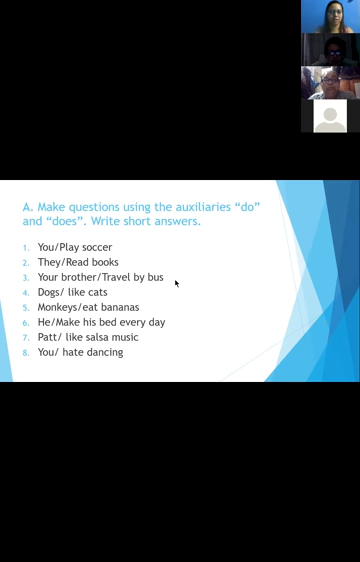 A. Make questions using the auxiliaries “do”
and “does”. Write short answers.
1. You/Play soccer
2. They/Read books
3. Your brother/Travel by bus
4. Dogs/ like cats
5. Monkeys/eat bananas
6. He/Make his bed every day
7. Patt/ like salsa music
8. You/ hate dancing